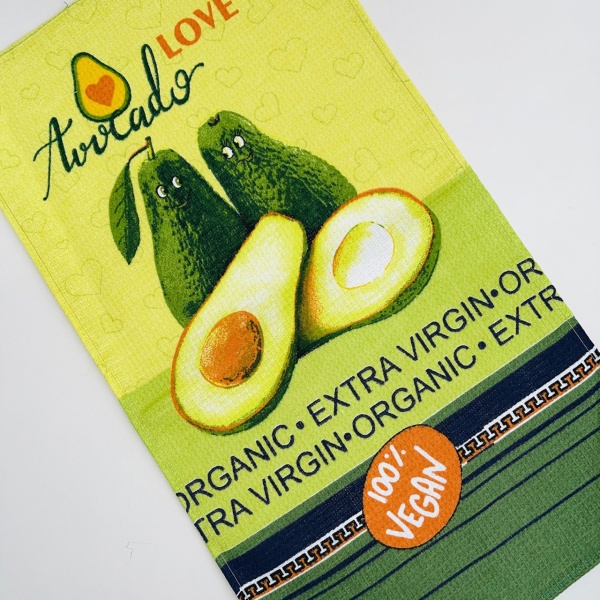 LOVE
Avocado
ORGANIC • EXTRA VIRGIN • OR
TRA VIRGIN • ORGANIC • EXTR
100%
VEGAN